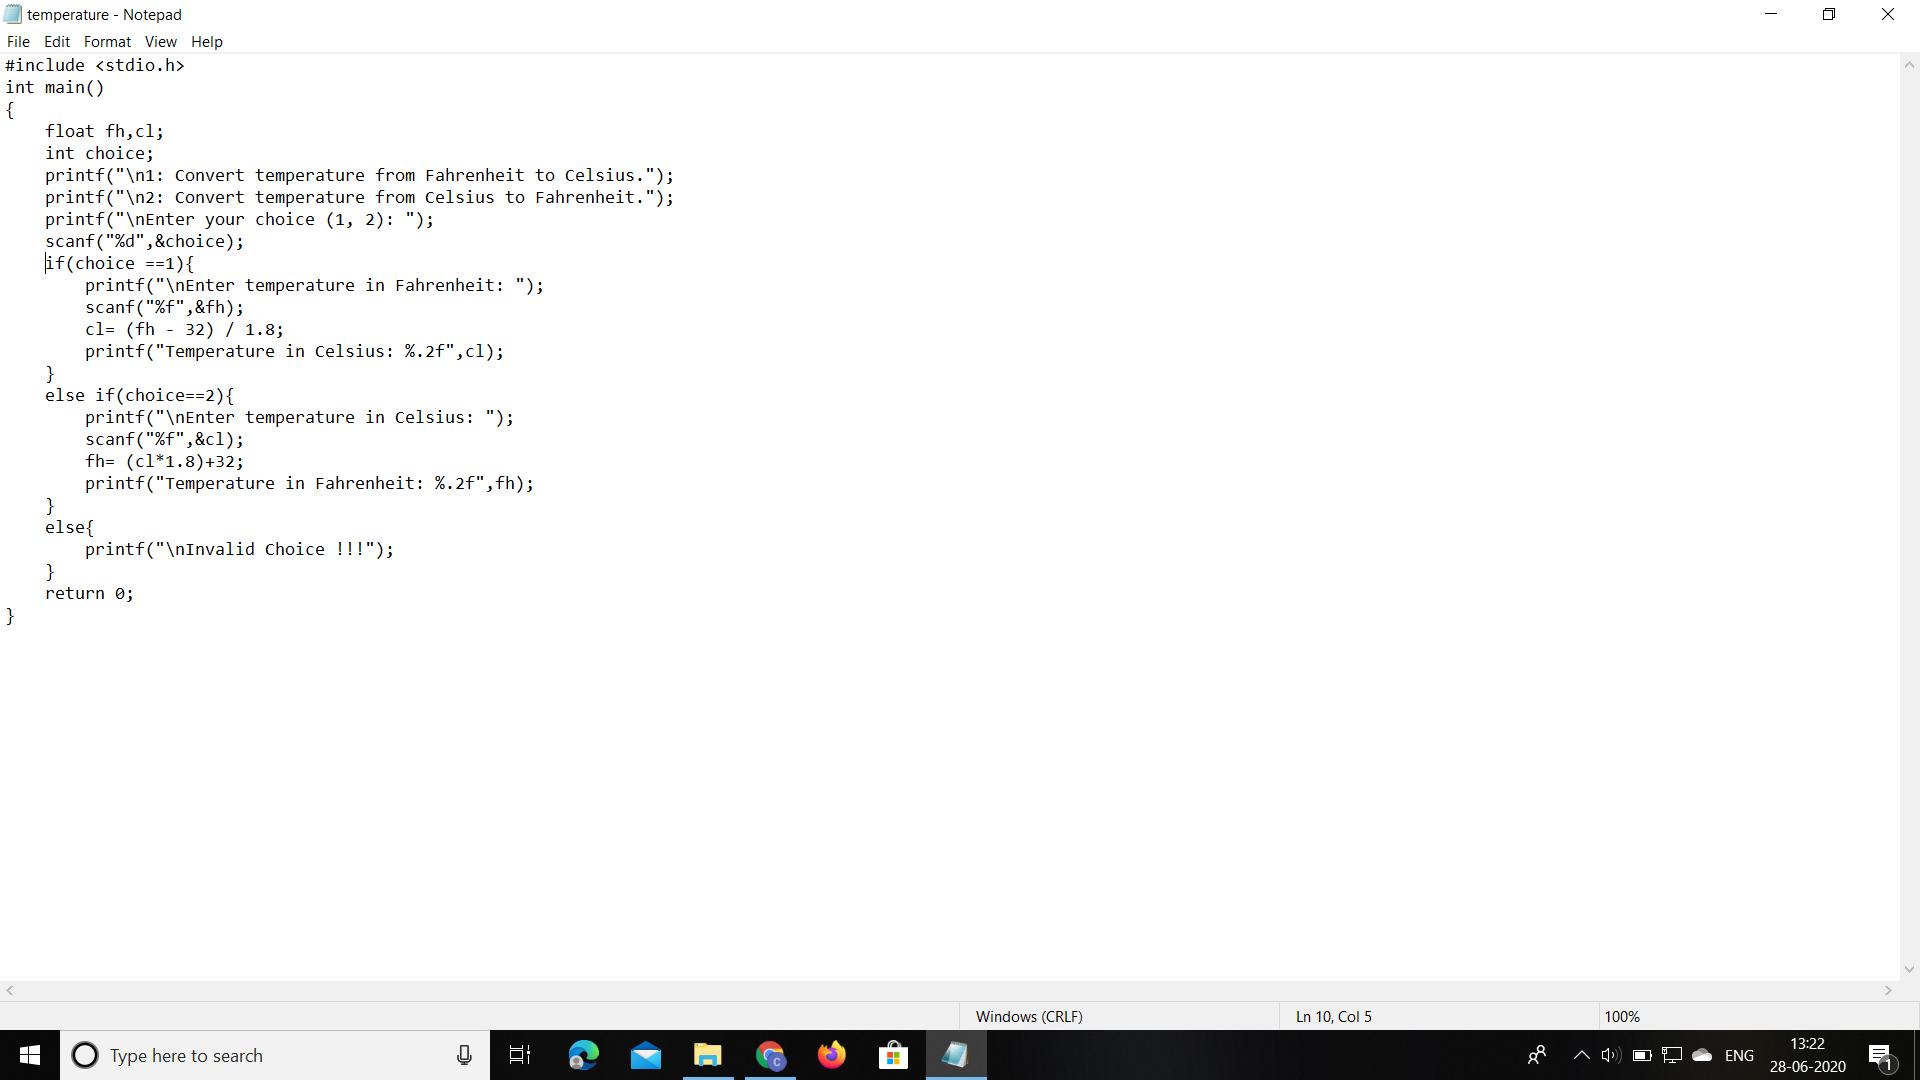 temperature - Notepad
File Edit Format View Help
#include <stdio.h>
int main()
{
    float fh,cl;
    int choice;
    printf("\n1: Convert temperature from Fahrenheit to Celsius.");
    printf("\n2: Convert temperature from Celsius to Fahrenheit.");
    printf("\nEnter your choice (1, 2): ");
    scanf("%d",&choice);
    if(choice ==1){
        printf("\nEnter temperature in Fahrenheit: ");
        scanf("%f",&fh);
        cl= (fh - 32) / 1.8;
        printf("Temperature in Celsius: %.2f",cl);
    }
    else if(choice==2){
        printf("\nEnter temperature in Celsius: ");
        scanf("%f",&cl);
        fh= (cl*1.8)+32;
        printf("Temperature in Fahrenheit: %.2f",fh);
    }
    else{
        printf("\nInvalid Choice !!!");
    }
    return 0;
}
Windows (CRLF) Ln 10, Col 5 100%
Type here to search
C
ENG
13:22
28-06-2020
1